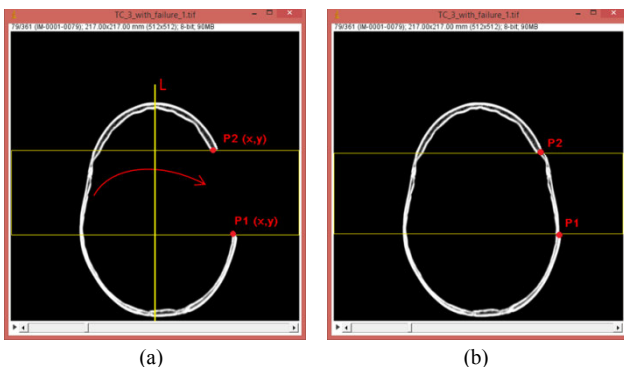 TC_3_with_failure_1.tif
79/361 (IM-0001-0079); 217.00x217.00 mm (512x512); 8-bit; 90MB
L
P2 (x,y)
P1 (x,y)
(a)
TC_3_with_failure_1.tif
79/361 (IM-0001-0079); 217.00x217.00 mm (512x512); 8-bit; 90MB
P2
P1
(b)